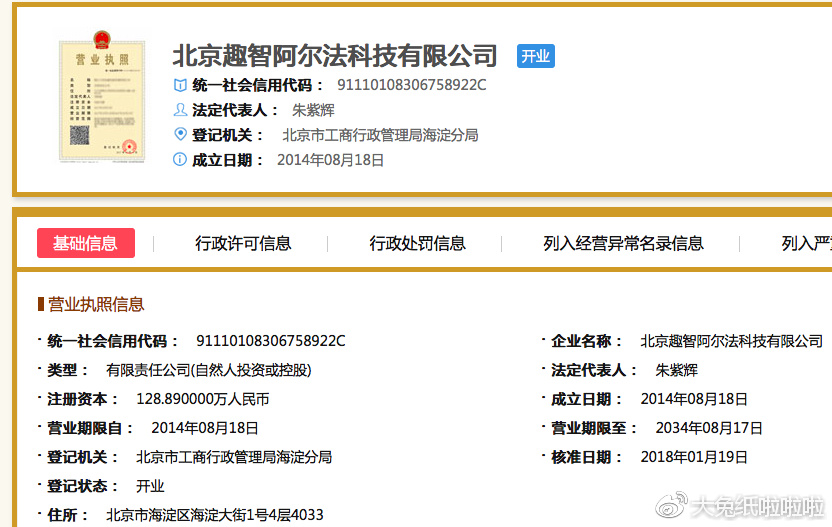 营业执照
北京趣智阿尔法科技有限公司 开业
统一社会信用代码： 91110108306758922C
法定代表人： 朱紫辉
登记机关： 北京市工商行政管理局海淀分局
成立日期： 2014年08月18日
基础信息 行政许可信息 行政处罚信息 列入经营异常名录信息 列入严
营业执照信息
· 统一社会信用代码： 91110108306758922C · 企业名称： 北京趣智阿尔法科技有限公司
· 类型： 有限责任公司(自然人投资或控股) · 法定代表人： 朱紫辉
· 注册资本： 128.890000万人民币 · 成立日期： 2014年08月18日
· 营业期限自： 2014年08月18日 · 营业期限至： 2034年08月17日
· 登记机关： 北京市工商行政管理局海淀分局 · 核准日期： 2018年01月19日
· 登记状态： 开业
· 住所： 北京市海淀区海淀大街1号4层4033
大兔纸啦啦啦